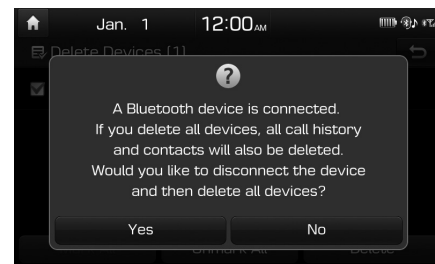 Jan. 1 12:00 AM
Delete Devices (1)
A Bluetooth device is connected.
If you delete all devices, all call history
and contacts will also be deleted.
Would you like to disconnect the device
and then delete all devices?
Yes No
Unmark All Delete